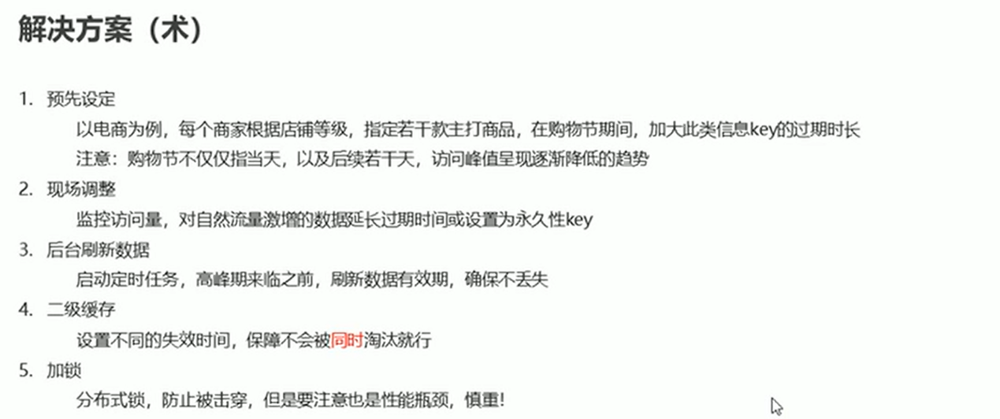 解决方案（术）
1. 预先设定
以电商为例，每个商家根据店铺等级，指定若干款主打商品，在购物节期间，加大此类信息key的过期时长
注意：购物节不仅仅指当天，以及后续若干天，访问峰值呈现逐渐降低的趋势
2. 现场调整
监控访问量，对自然流量激增的数据延长过期时间或设置为永久性key
3. 后台刷新数据
启动定时任务，高峰期来临之前，刷新数据有效期，确保不丢失
4. 二级缓存
设置不同的失效时间，保障不会被同时淘汰就行
5. 加锁
分布式锁，防止被击穿，但是要注意也是性能瓶颈，慎重！